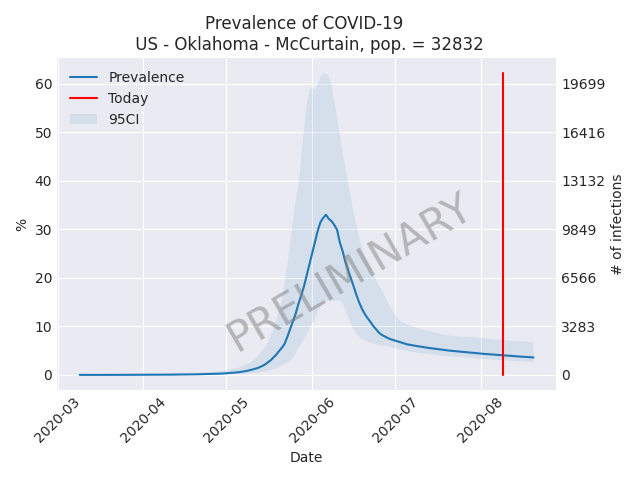 Prevalence of COVID-19
US - Oklahoma - McCurtain, pop. = 32832
Prevalence
Today
95CI
60
50
40
30
20
10
0
%
19699
16416
13132
9849
6566
3283
0
# of infections
PRELIMINARY
2020-03
2020-04
2020-05
2020-06
2020-07
2020-08
Date